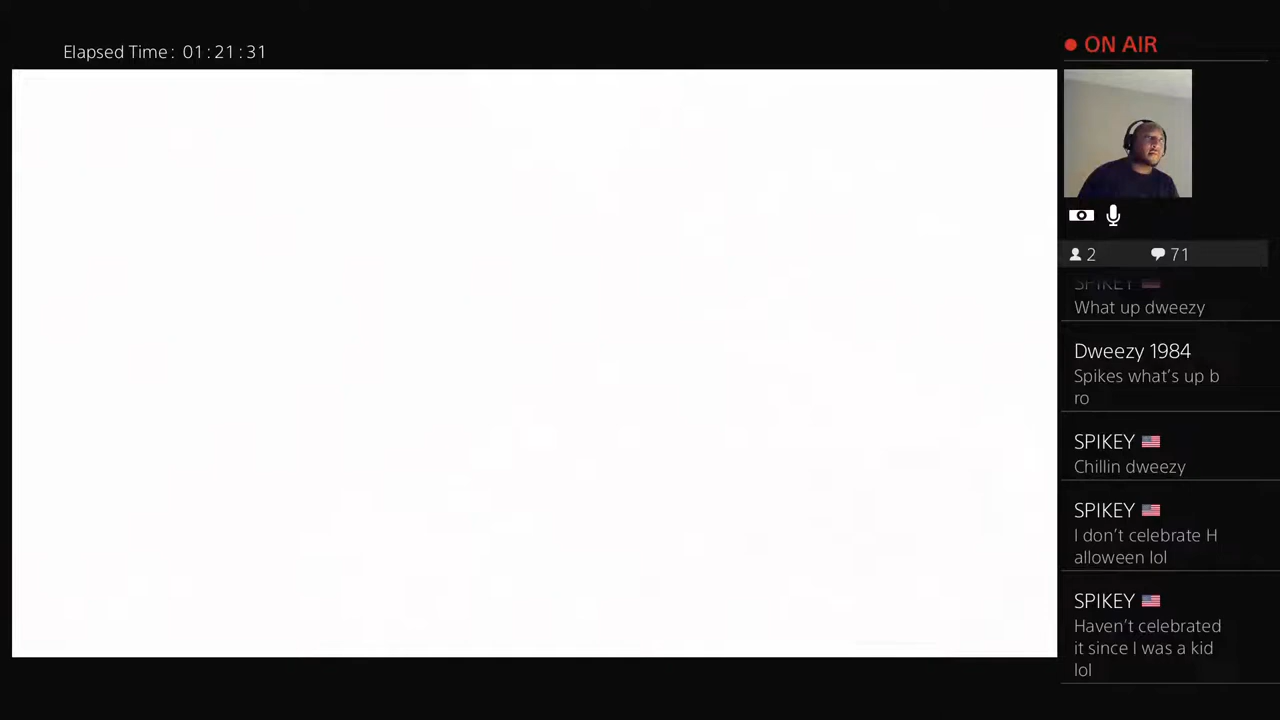 Elapsed Time: 01:21:31
ON AIR
2 71
SPIKEY
What up dweezy
Dweezy 1984
Spikes what's up b
ro
SPIKEY
Chillin dweezy
SPIKEY
I don't celebrate H
alloween lol
SPIKEY
Haven't celebrated
it since I was a kid
lol